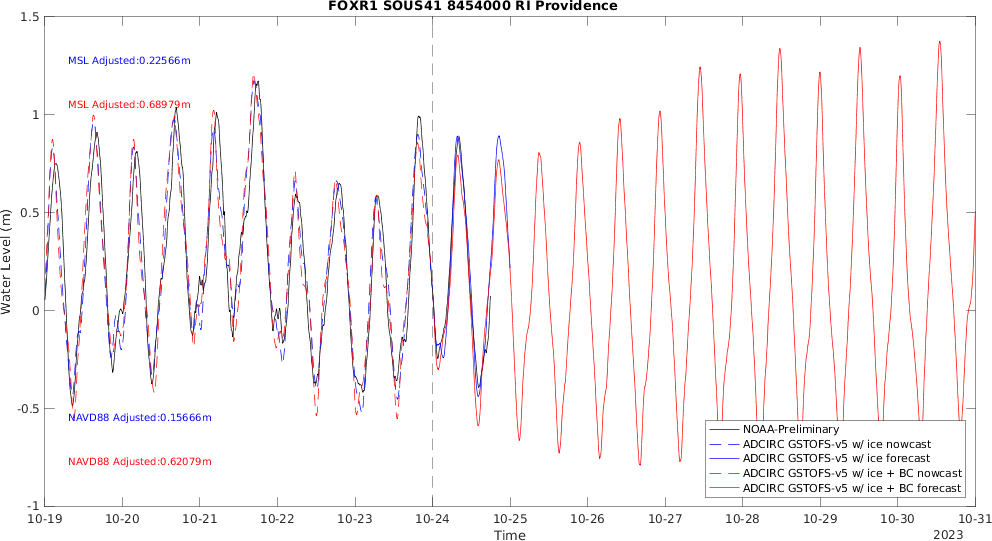 FOXR1 SOUS41 8454000 RI Providence
1.5
1
0.5
0
-0.5
-1
Water Level (m)
MSL Adjusted:0.22566m
MSL Adjusted:0.68979m
NAVD88 Adjusted:0.15666m
NAVD88 Adjusted:0.62079m
NOAA-Preliminary
ADCIRC GSTOFS-v5 w/ ice nowcast
ADCIRC GSTOFS-v5 w/ ice forecast
ADCIRC GSTOFS-v5 w/ ice + BC nowcast
ADCIRC GSTOFS-v5 w/ ice + BC forecast
10-19 10-20 10-21 10-22 10-23 10-24 10-25 10-26 10-27 10-28 10-29 10-30 10-31
Time
2023